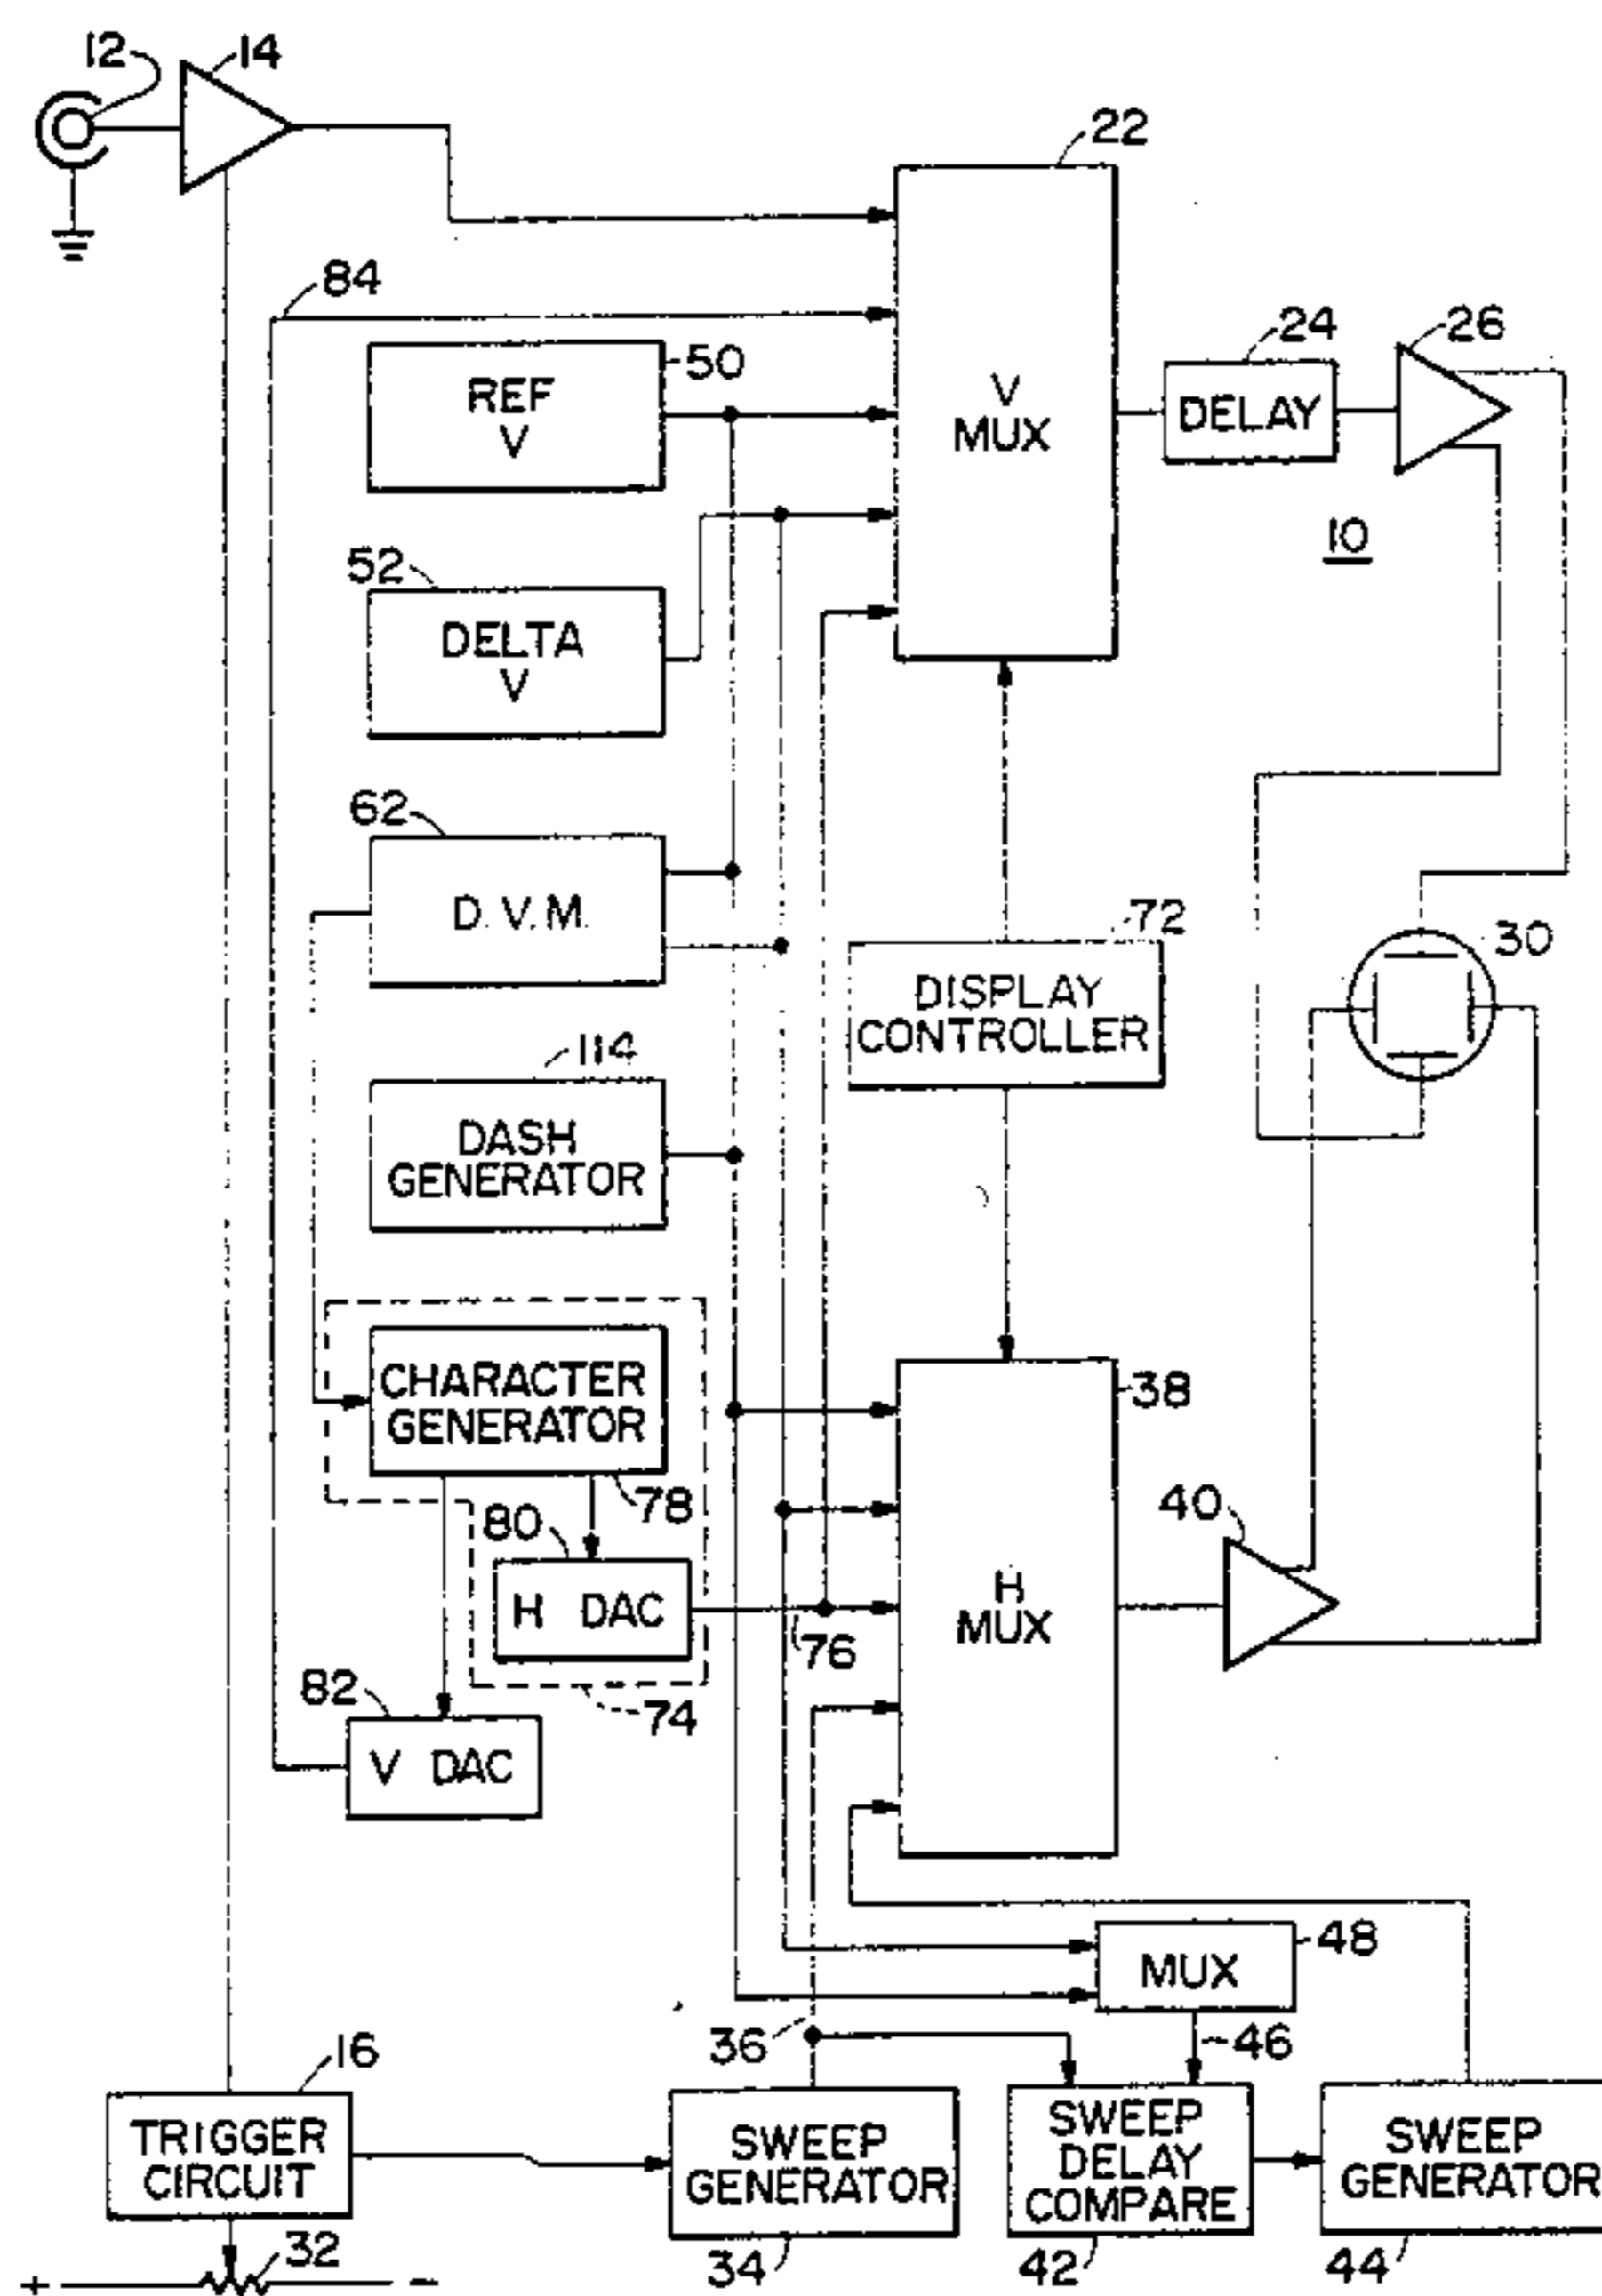 12
14
22
84
50
REF
V
V
MUX
24
DELAY
26
10
52
DELTA
V
62
D. V. M.
72
DISPLAY
CONTROLLER
30
114
DASH
GENERATOR
CHARACTER
GENERATOR
78
38
80
H DAC
76
H
MUX
40
82
74
V DAC
48
MUX
36
46
16
TRIGGER
CIRCUIT
SWEEP
GENERATOR
SWEEP
DELAY
COMPARE
SWEEP
GENERATOR
32
+ -
34
42
44